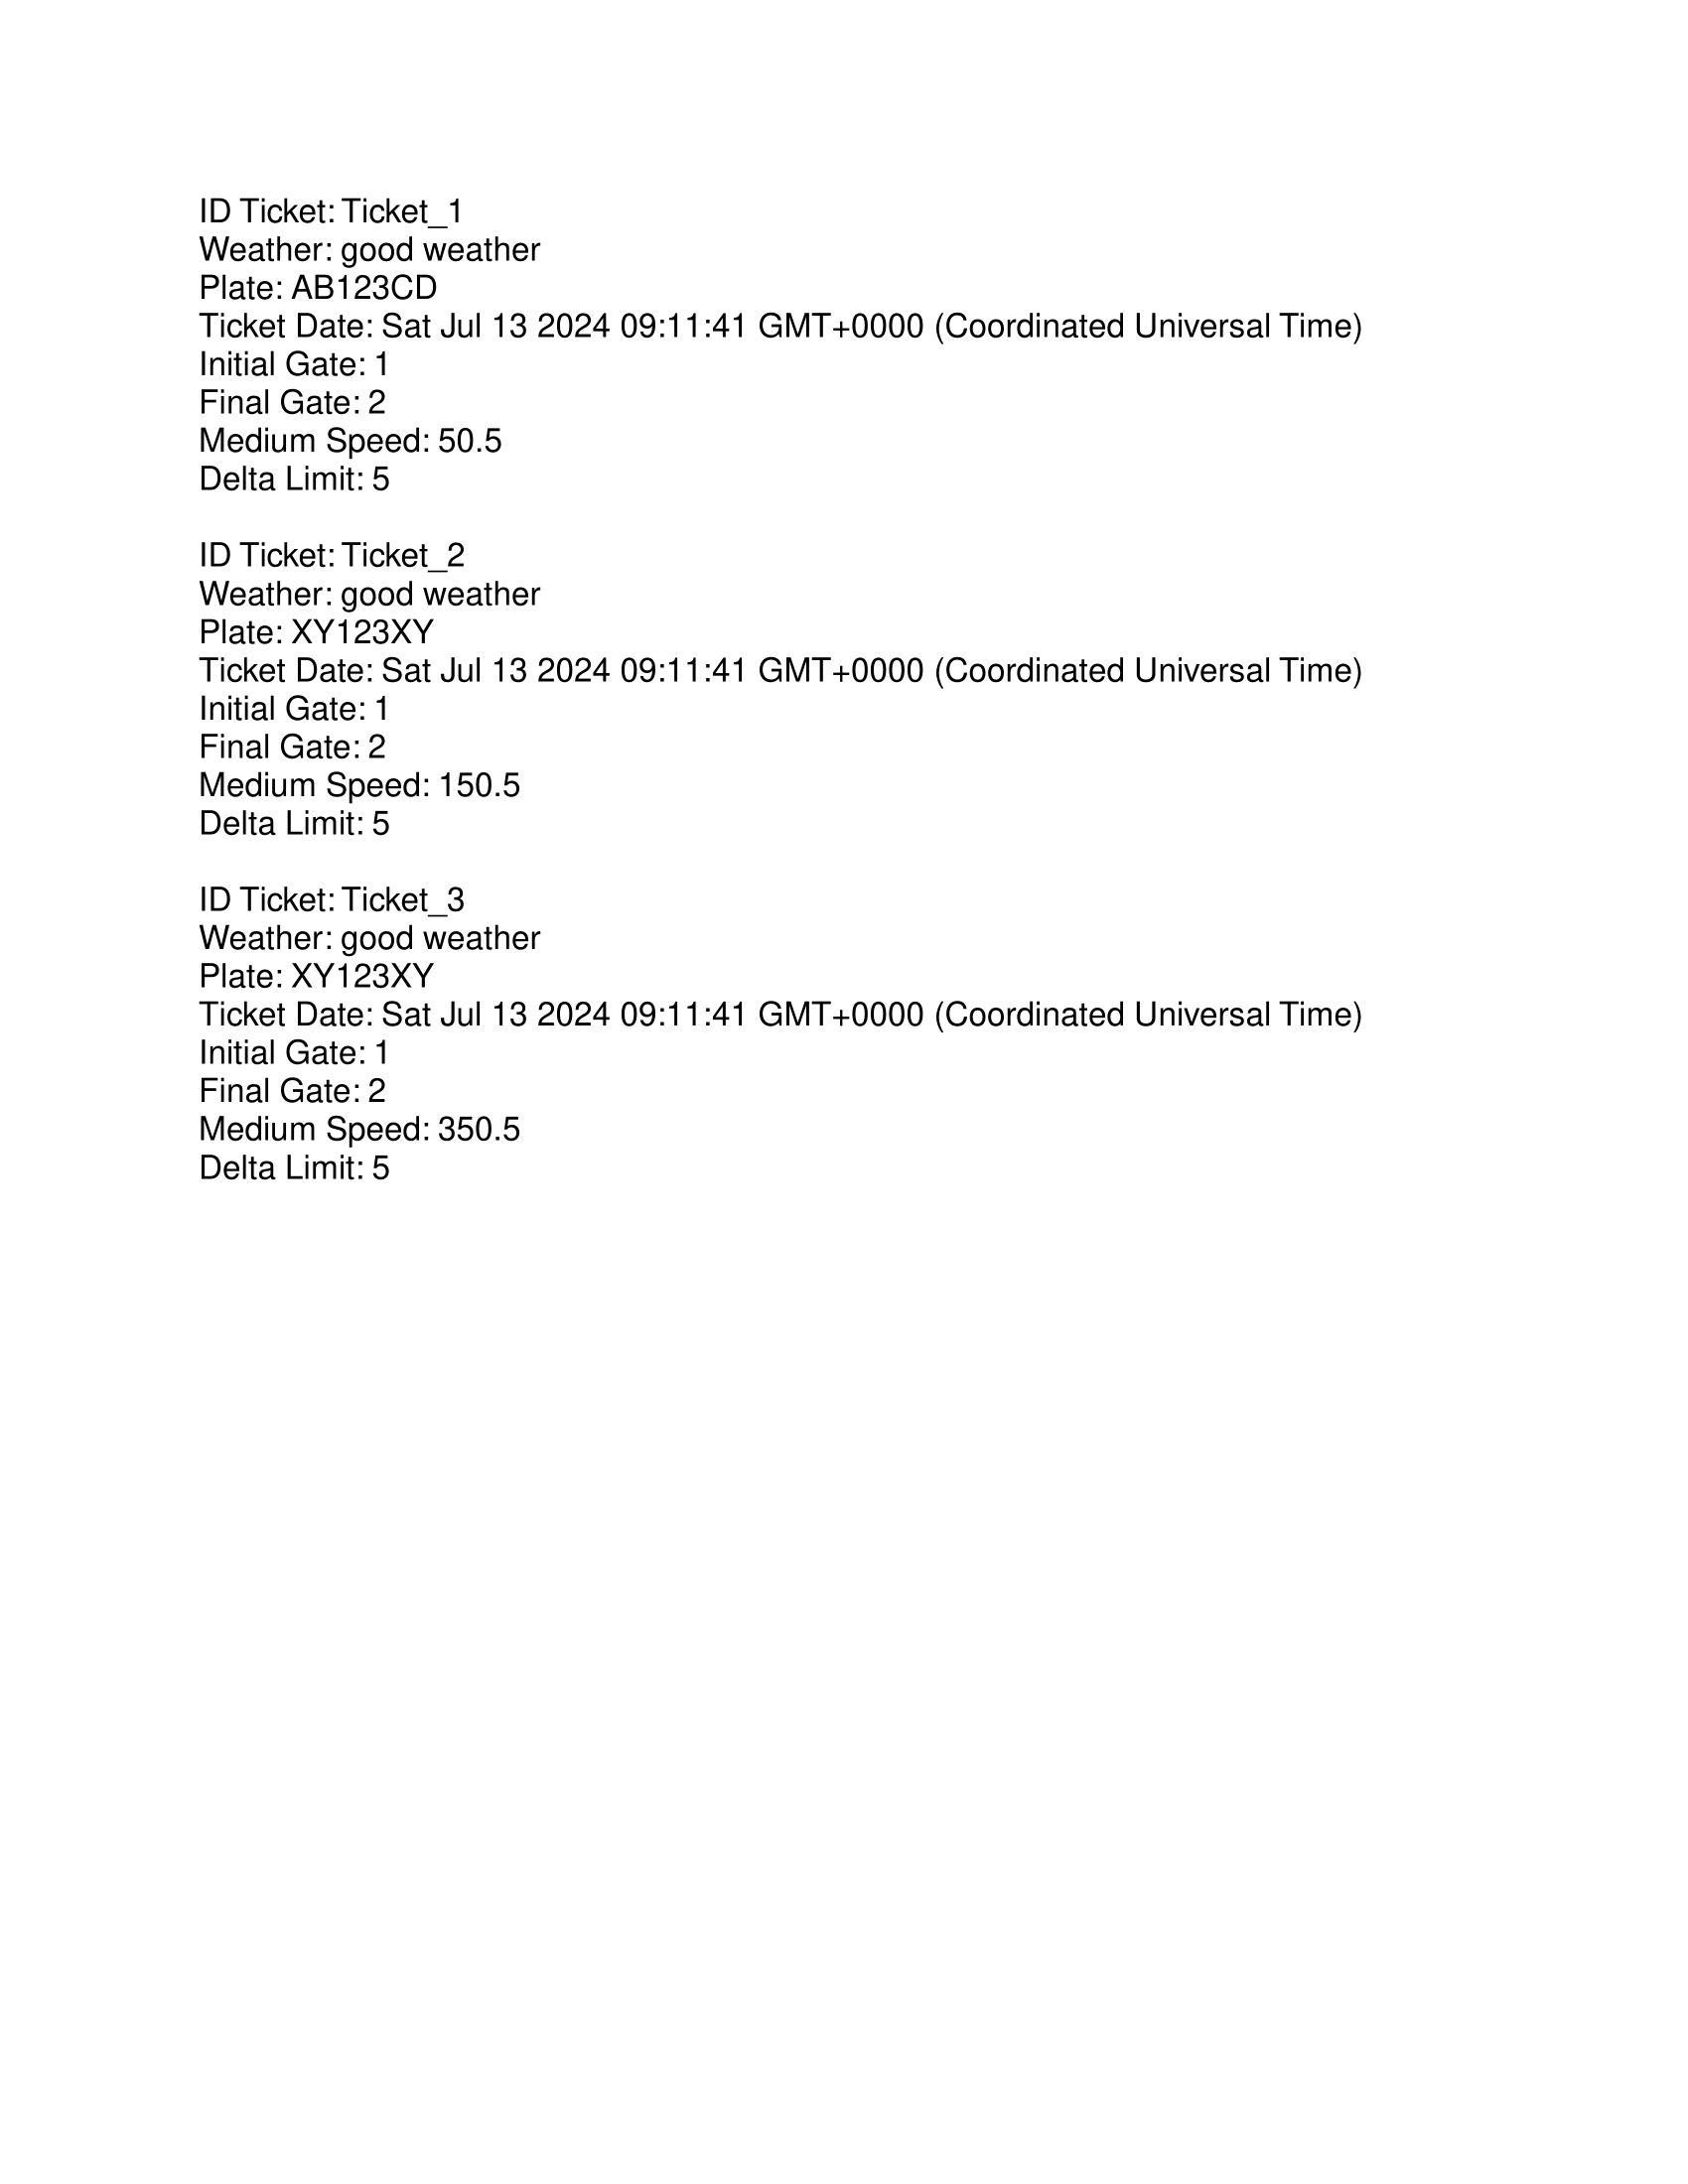 ID Ticket: Ticket_1
Weather: good weather
Plate: AB123CD
Ticket Date: Sat Jul 13 2024 09:11:41 GMT+0000 (Coordinated Universal Time)
Initial Gate: 1
Final Gate: 2
Medium Speed: 50.5
Delta Limit: 5

ID Ticket: Ticket_2
Weather: good weather
Plate: XY123XY
Ticket Date: Sat Jul 13 2024 09:11:41 GMT+0000 (Coordinated Universal Time)
Initial Gate: 1
Final Gate: 2
Medium Speed: 150.5
Delta Limit: 5

ID Ticket: Ticket_3
Weather: good weather
Plate: XY123XY
Ticket Date: Sat Jul 13 2024 09:11:41 GMT+0000 (Coordinated Universal Time)
Initial Gate: 1
Final Gate: 2
Medium Speed: 350.5
Delta Limit: 5